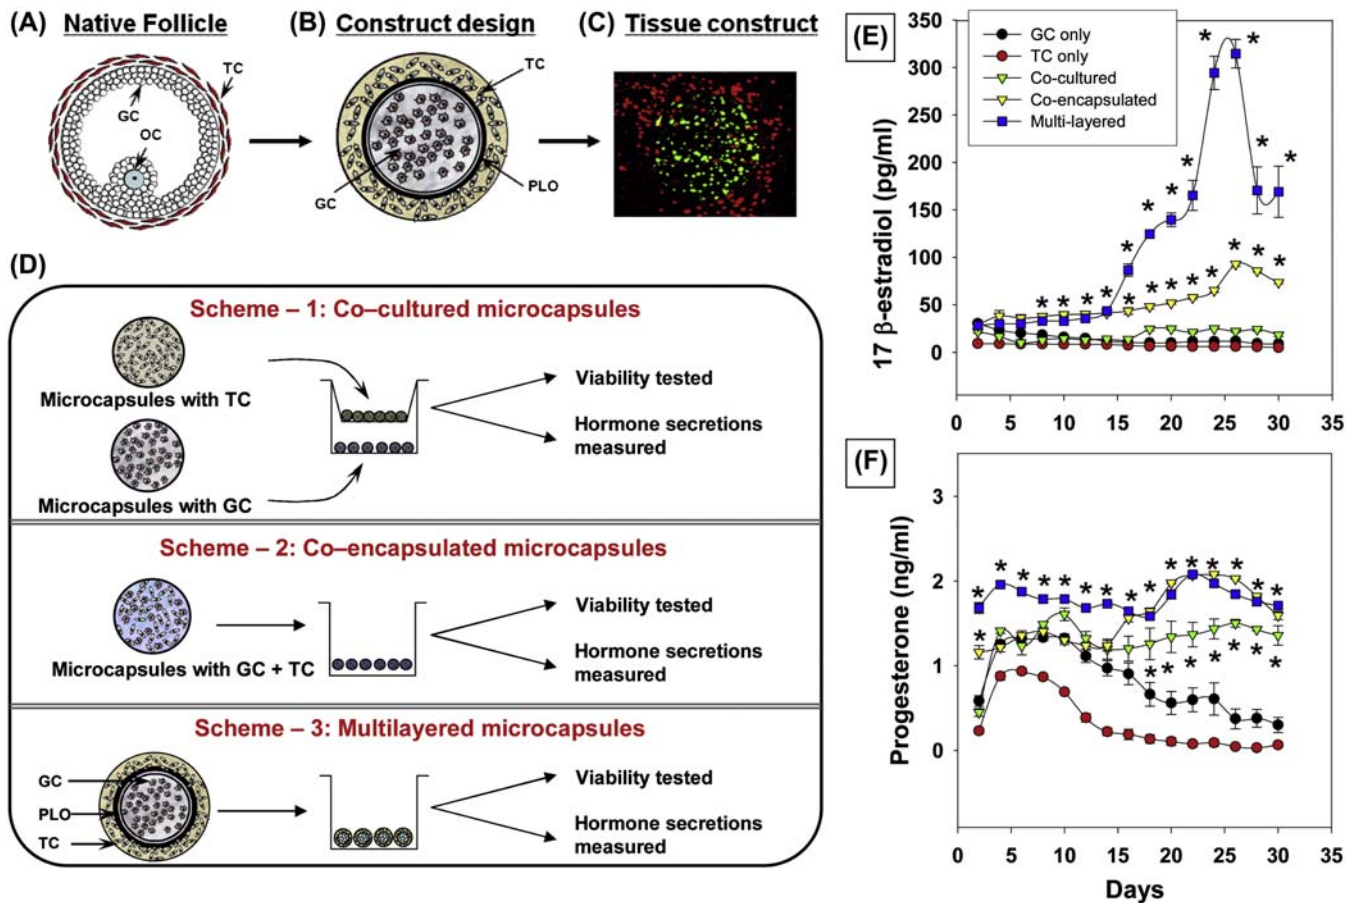 (A) Native Follicle
TC
GC
OC
(B) Construct design
TC
PLO
GC
(C) Tissue construct
(D)
Scheme – 1: Co–cultured microcapsules
Microcapsules with TC
Microcapsules with GC
Viability tested
Hormone secretions
measured
Scheme – 2: Co–encapsulated microcapsules
Microcapsules with GC + TC
Viability tested
Hormone secretions
measured
Scheme – 3: Multilayered microcapsules
GC
PLO
TC
Viability tested
Hormone secretions
measured
(E)
GC only
TC only
Co-cultured
Co-encapsulated
Multi-layered
17 β-estradiol (pg/ml)
350
300
250
200
150
100
50
0
0 5 10 15 20 25 30 35
(F)
Progesterone (ng/ml)
3
2
1
0
0 5 10 15 20 25 30 35
Days